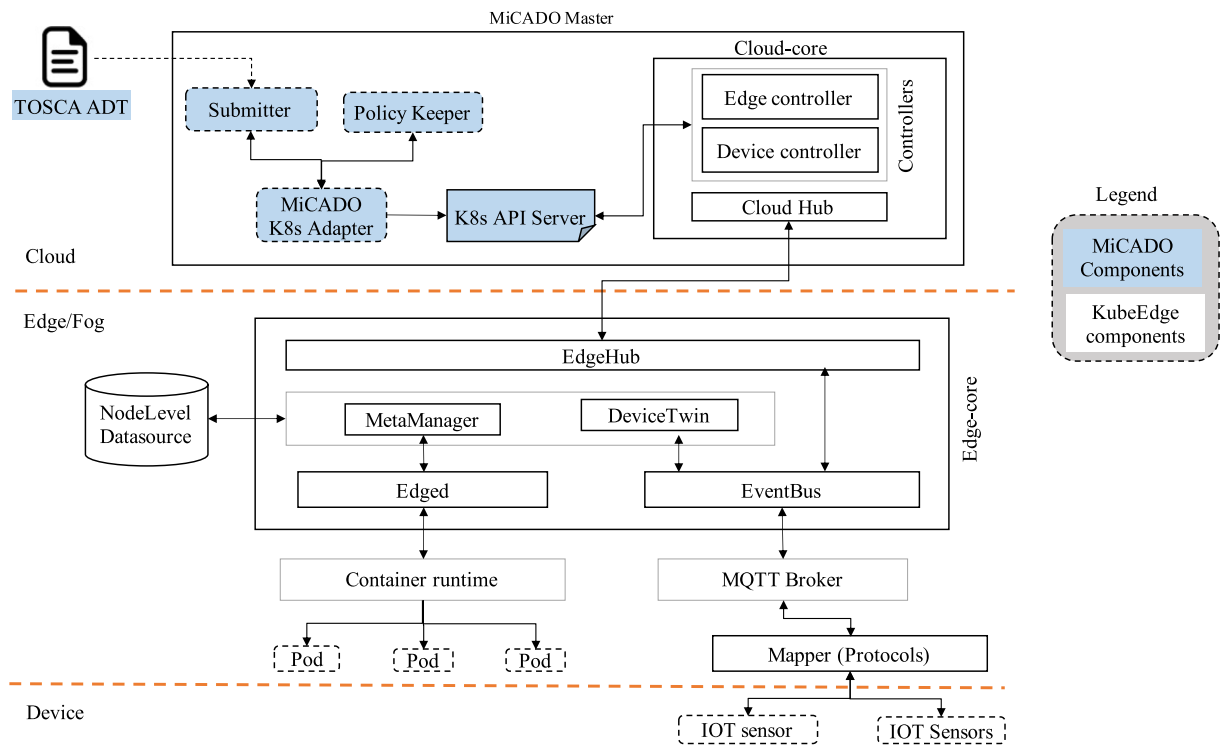 MiCADO Master
TOSCA ADT
Submitter
Policy Keeper
MiCADO
K8s Adapter
K8s API Server
Cloud-core
Edge controller
Device controller
Controllers
Cloud Hub
Cloud
Legend
MiCADO
Components
KubeEdge
components
Edge/Fog
EdgeHub
NodeLevel
Datasource
MetaManager
DeviceTwin
Edged
EventBus
Edge-core
Container runtime
MQTT Broker
Pod
Pod
Pod
Mapper (Protocols)
Device
IOT sensor
IOT Sensors